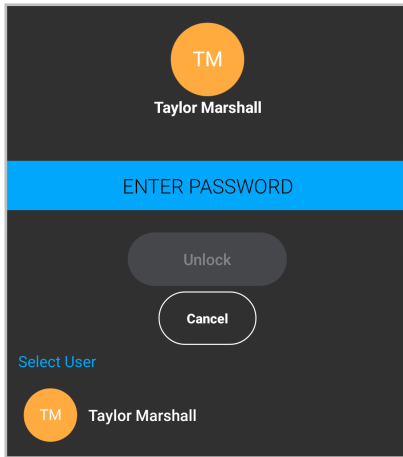 TM
Taylor Marshall
ENTER PASSWORD
Unlock
Cancel
Select User
TM
Taylor Marshall